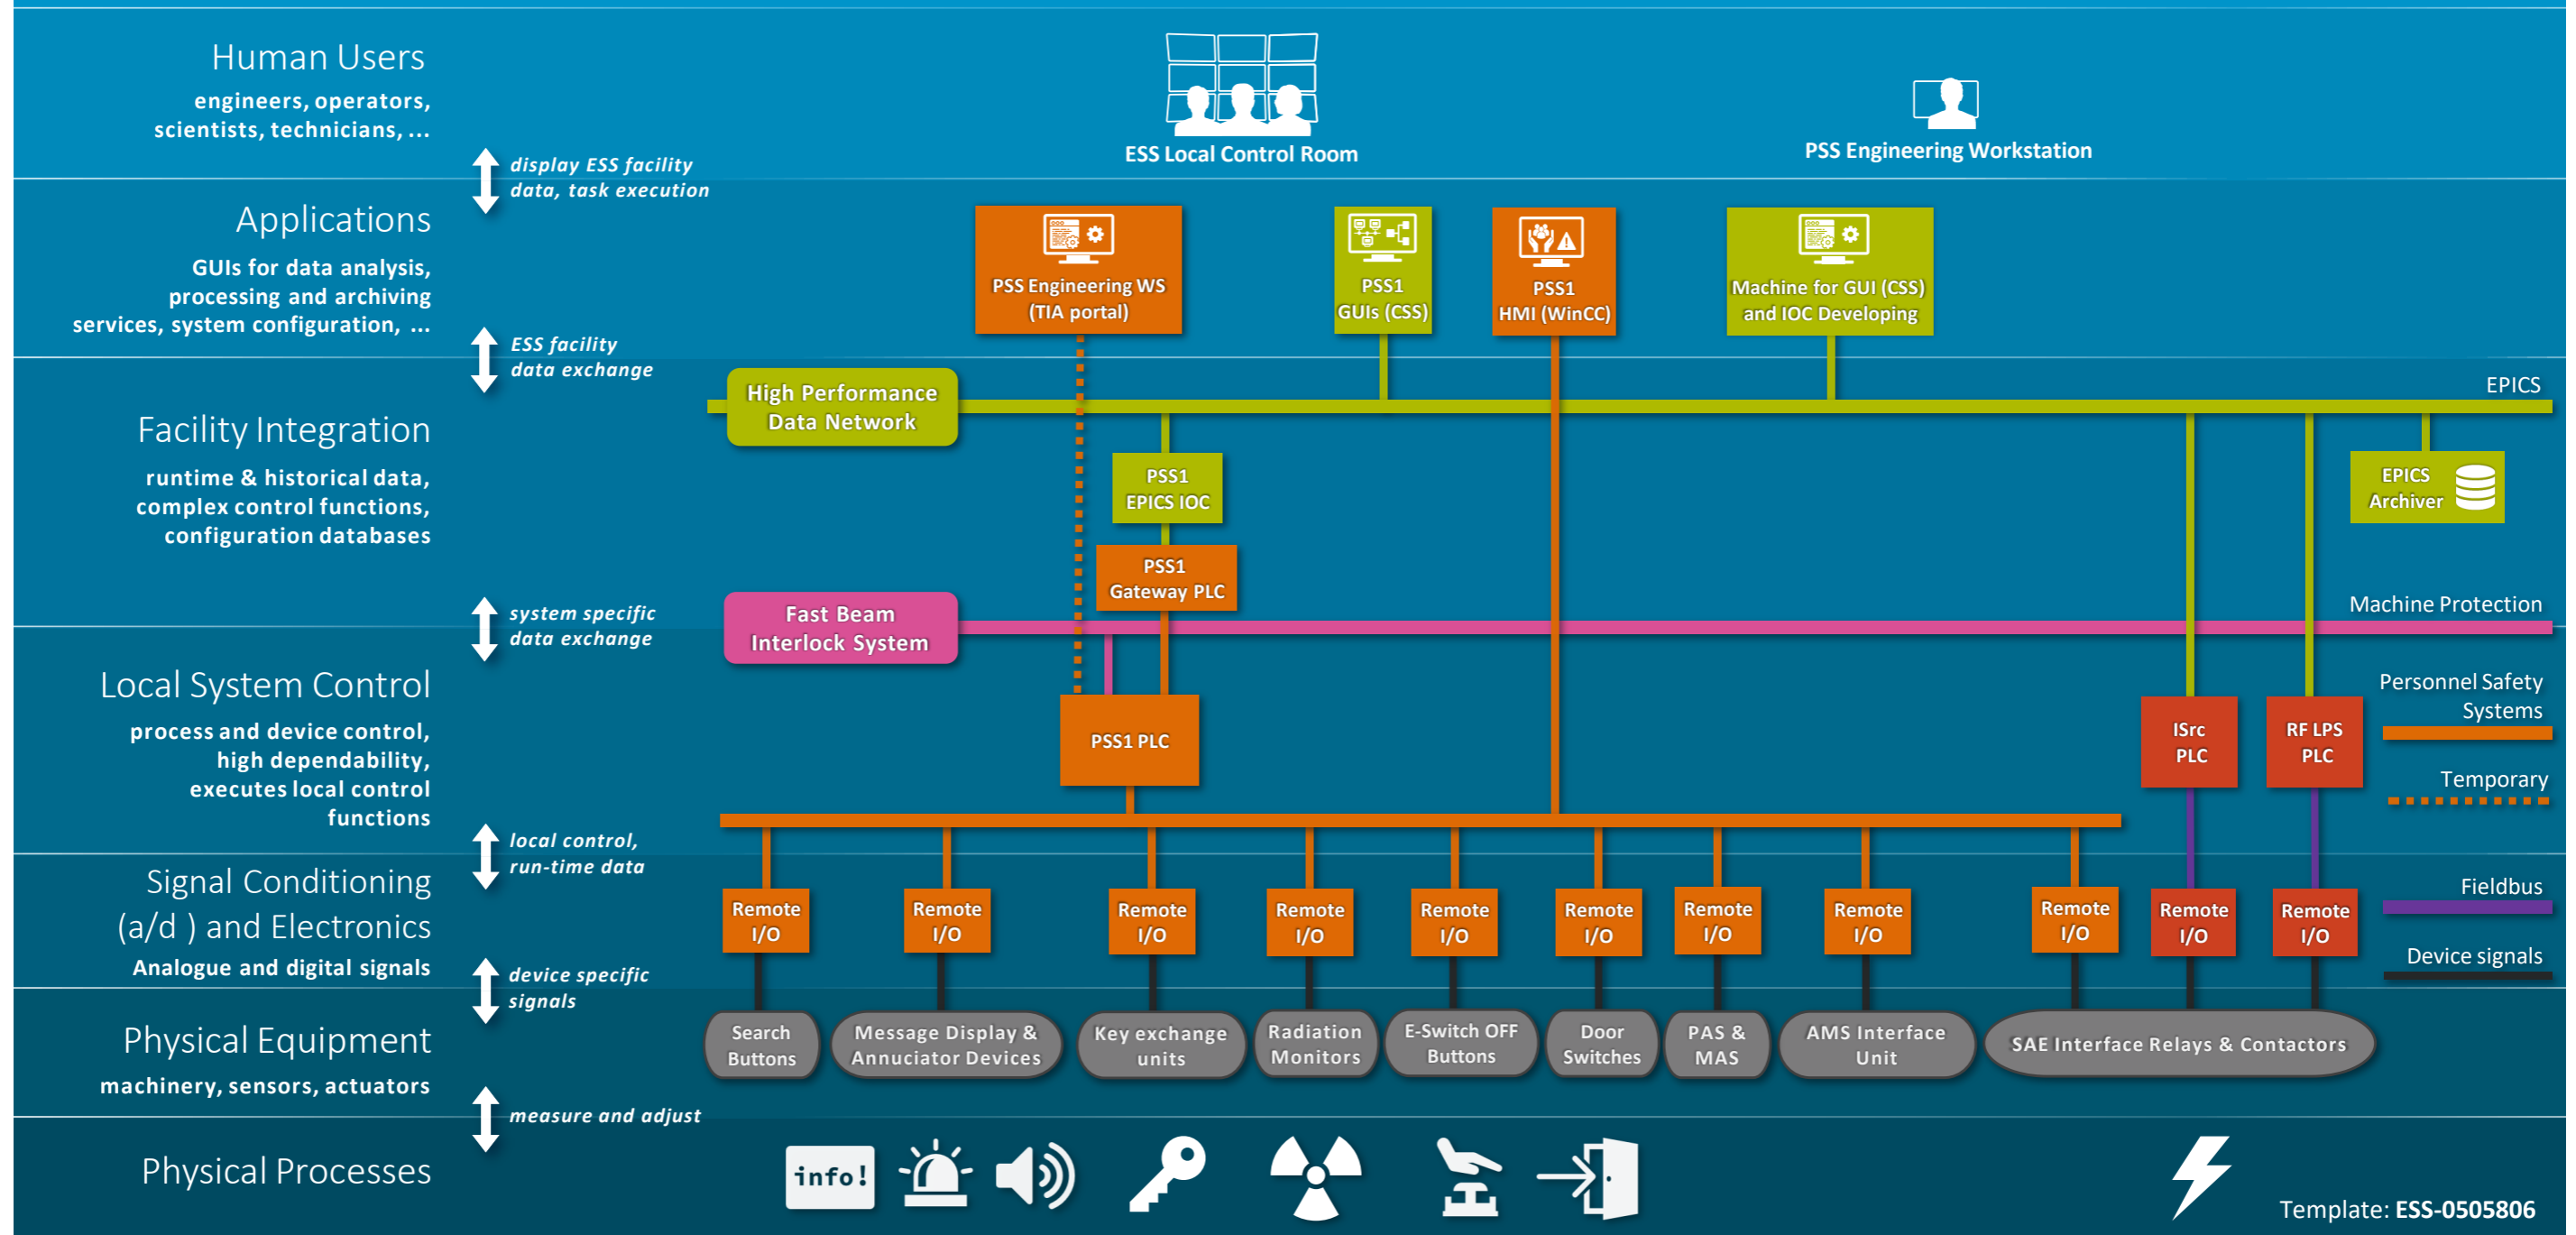 Human Users
engineers, operators,
scientists, technicians, ...
display ESS facility
data, task execution
ESS Local Control Room
PSS Engineering Workstation
Applications
GUIs for data analysis,
processing and archiving
services, system configuration, ...
ESS facility
data exchange
PSS Engineering WS
(TIA portal)
PSS1
GUIs (CSS)
PSS1
HMI (WinCC)
Machine for GUI (CSS)
and IOC Developing
Facility Integration
runtime & historical data,
complex control functions,
configuration databases
system specific
data exchange
High Performance
Data Network
EPICS
PSS1
EPICS IOC
EPICS
Archiver
PSS1
Gateway PLC
Fast Beam
Interlock System
Machine Protection
Local System Control
process and device control,
high dependability,
executes local control
functions
local control,
run-time data
PSS1 PLC
ISrc
PLC
RF LPS
PLC
Personnel Safety
Systems
Temporary
Signal Conditioning
(a/d ) and Electronics
Analogue and digital signals
device specific
signals
Remote
I/O
Remote
I/O
Remote
I/O
Remote
I/O
Remote
I/O
Remote
I/O
Remote
I/O
Remote
I/O
Remote
I/O
Remote
I/O
Remote
I/O
Fieldbus
Device signals
Physical Equipment
machinery, sensors, actuators
measure and adjust
Search
Buttons
Message Display &
Annuciator Devices
Key exchange
units
Radiation
Monitors
E-Switch OFF
Buttons
Door
Switches
PAS &
MAS
AMS Interface
Unit
SAE Interface Relays & Contactors
Physical Processes
info!
Template: ESS-0505806